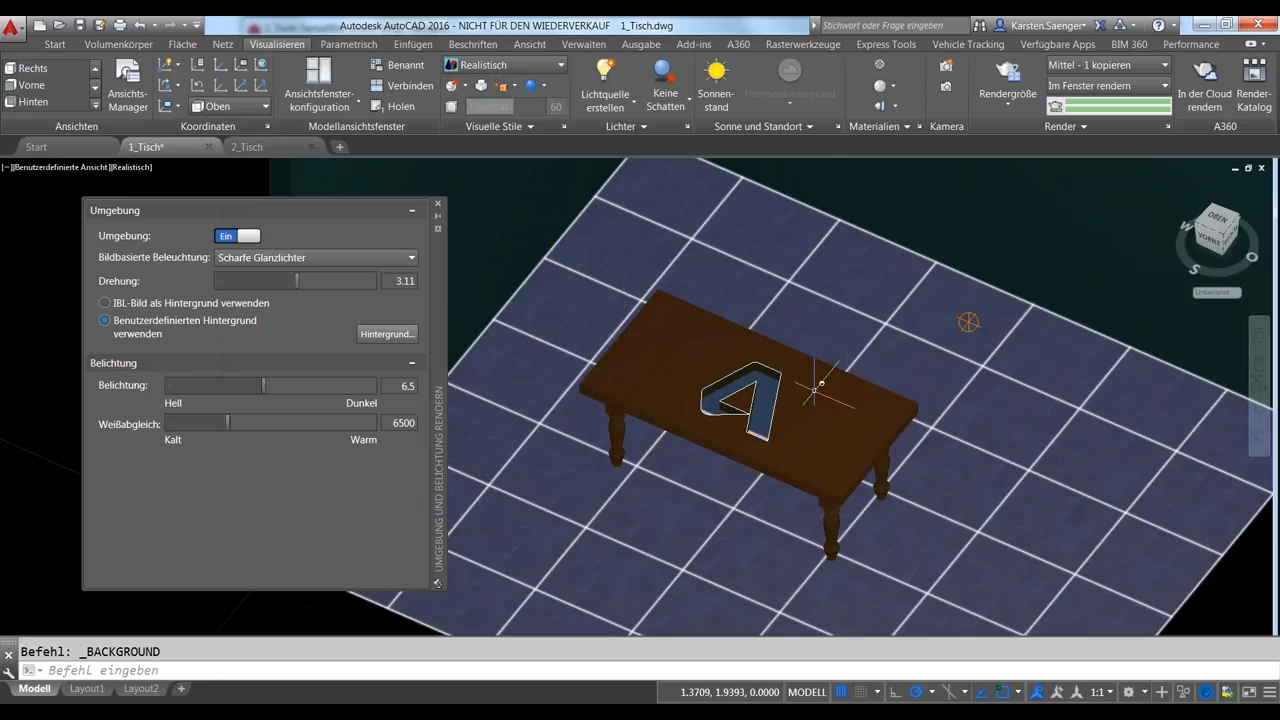 Autodesk AutoCAD 2016 - NICHT FÜR DEN WIEDERVERKAUF 1_Tisch.dwg
Stichwort oder Frage eingeben
Karsten.Saenger
Start Volumenkörper Fläche Netz Visualisieren Parametrisch Einfügen Beschriften Ansicht Verwalten Ausgabe Add-ins A360 Rasterwerkzeuge Express Tools Vehicle Tracking Verfügbare Apps BIM 360 Performance
Rechts
Vorne
Hinten
Ansichts-
Manager
Oben
Ansichtsfenster-
konfiguration
Benannt
Verbinden
Holen
Realistisch
60
Lichtquelle
erstellen
Keine
Schatten
Sonnen-
stand
Himmelshintergrund
Rendergröße
Mittel - 1 kopieren
Im Fenster rendern
In der Cloud
rendern
Render-
Katalog
Ansichten Koordinaten Modellansichtsfenster Visuelle Stile Lichter Sonne und Standort Materialien Kamera Render A360
Start 1_Tisch* 2_Tisch
[−]Benutzerdefinierte Ansicht][Realistisch]
OBEN
VORNE
W
S
O
Unbenannt
Umgebung
Umgebung: Ein
Bildbasierte Beleuchtung: Scharfe Glanzlichter
Drehung: 3.11
IBL-Bild als Hintergrund verwenden
Benutzerdefinierten Hintergrund
verwenden
Hintergrund...
Belichtung
Belichtung: 6.5
Hell Dunkel
Weißabgleich: 6500
Kalt Warm
UMGEBUNG UND BELICHTUNG RENDERN
A
Befehl: _BACKGROUND
Befehl eingeben
Modell Layout1 Layout2
1.3709, 1.9393, 0.0000 MODELL 1:1